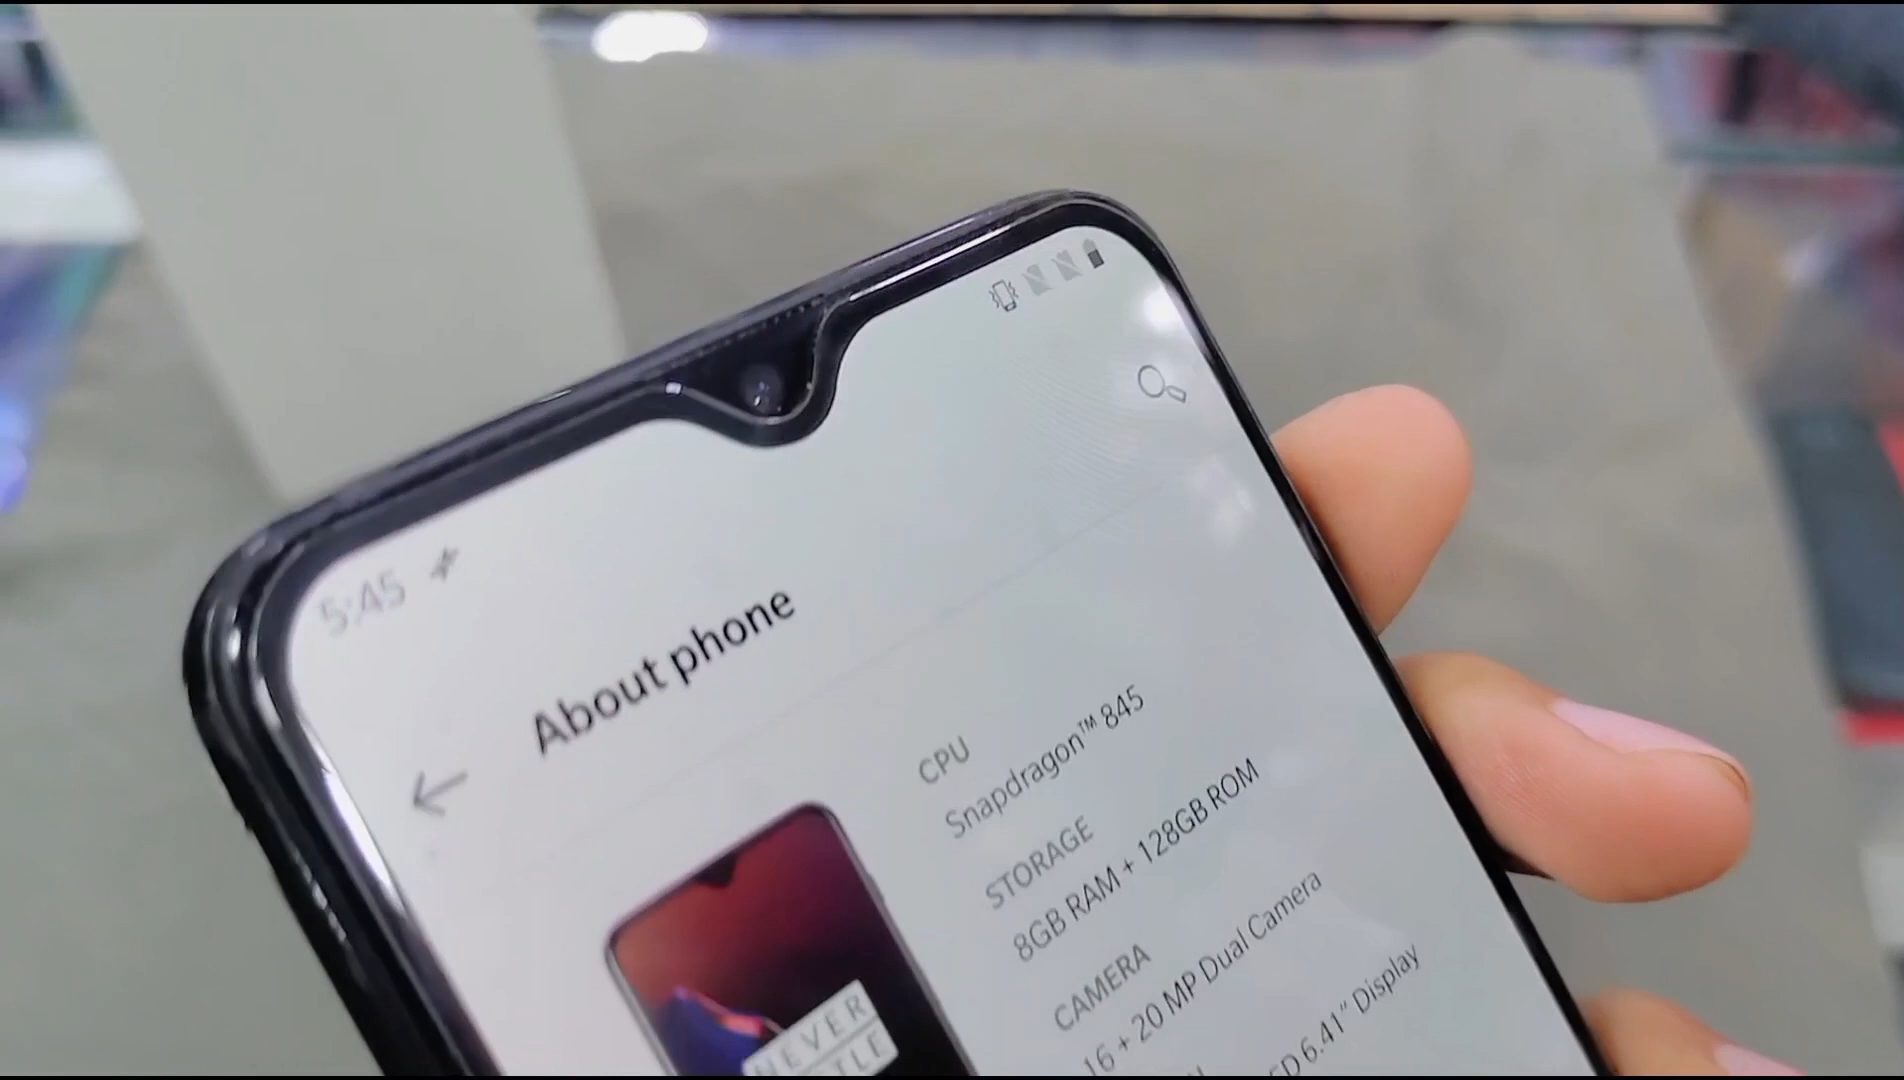 5:45
About phone
CPU
Snapdragon™ 845
STORAGE
8GB RAM + 128GB ROM
CAMERA
16 + 20 MP Dual Camera
6.41" Display
NEVER